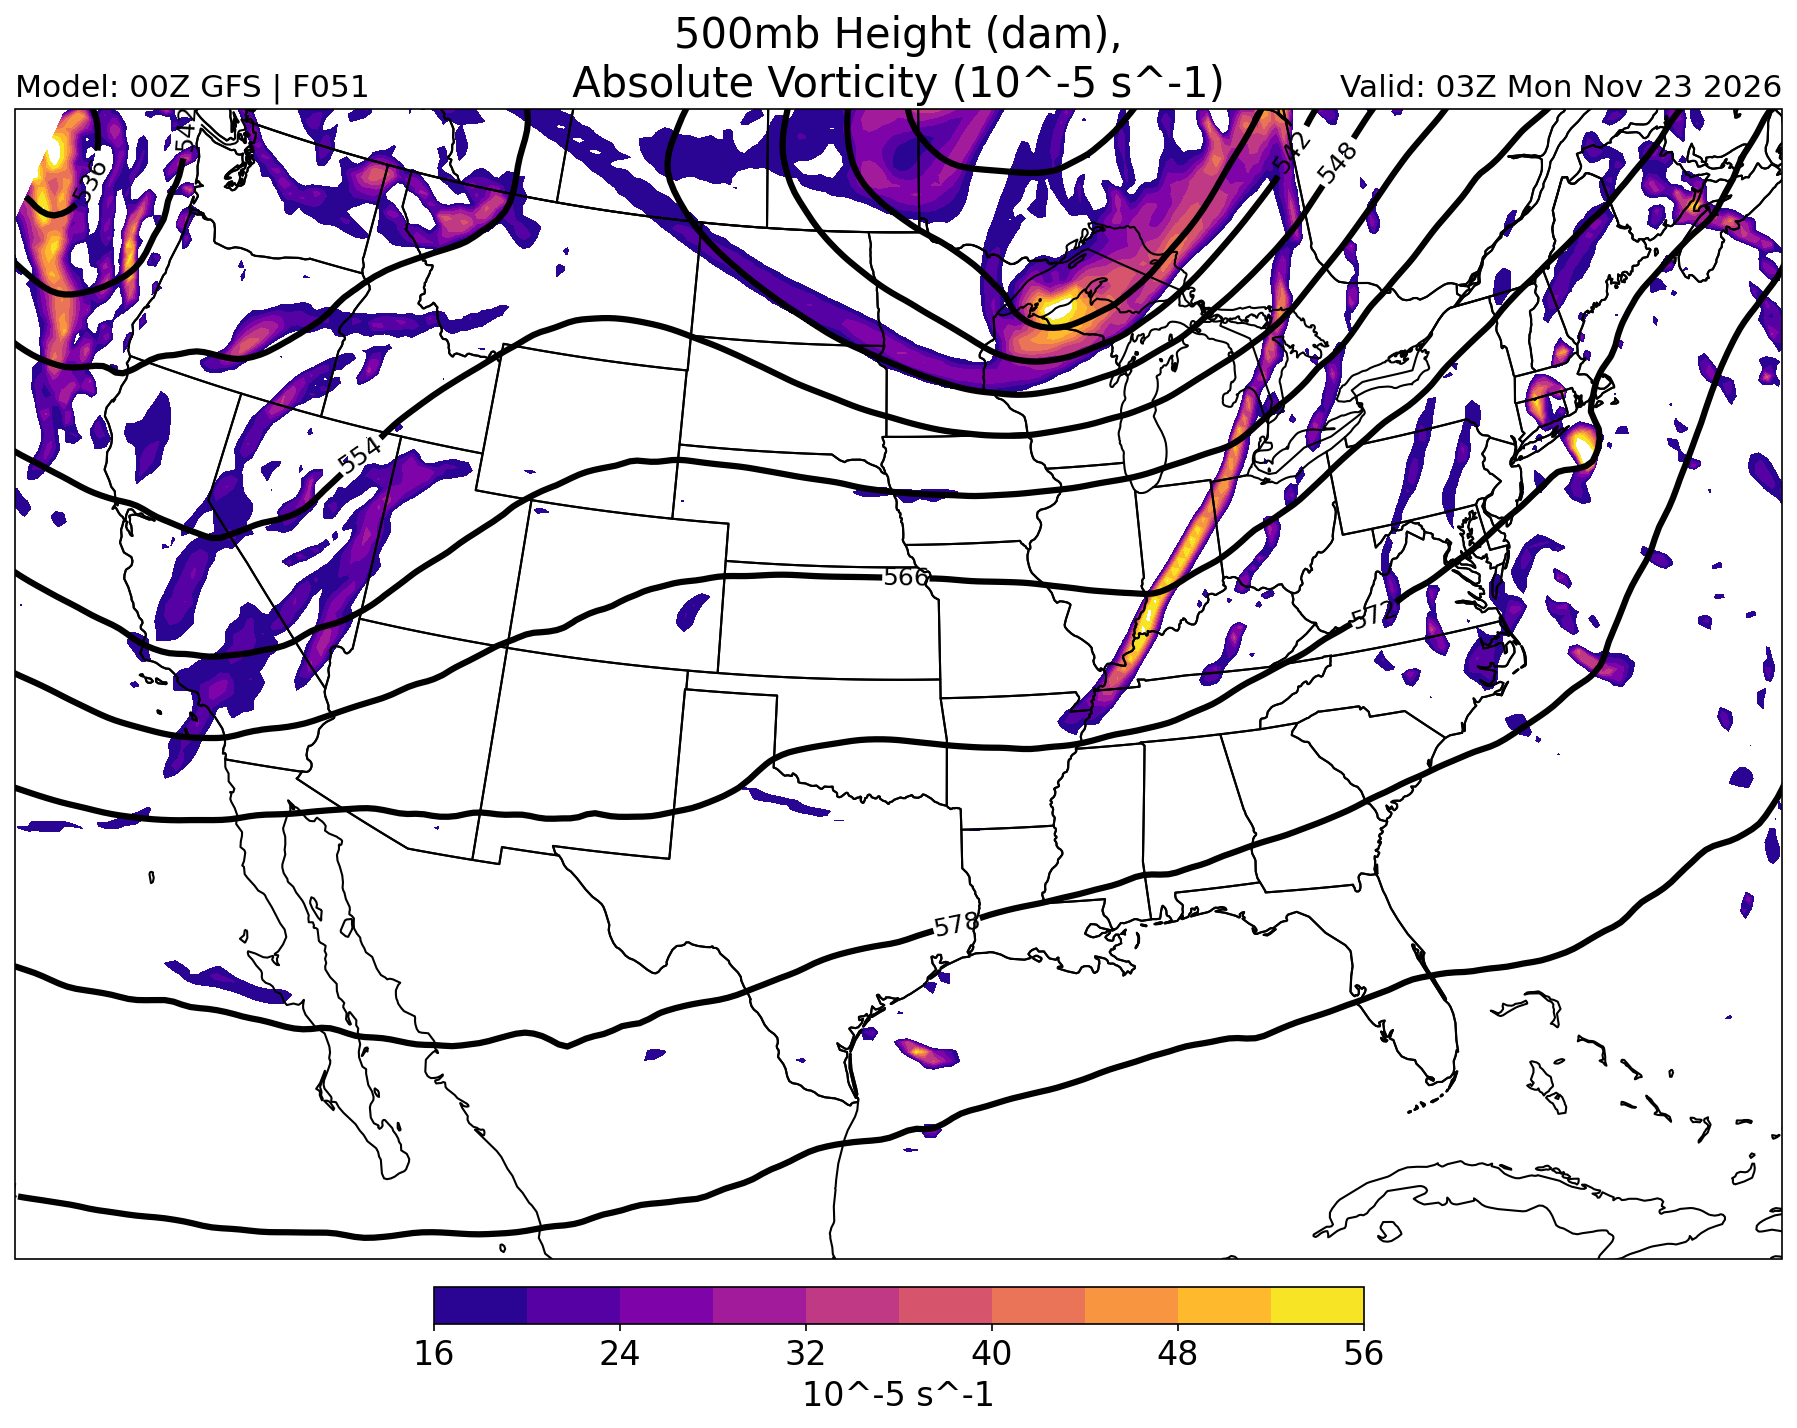 500mb Height (dam),
Model: 00Z GFS | F051
Absolute Vorticity (10^-5 s^-1)
Valid: 03Z Mon Nov 23 2026
542
536
542
548
554
566
572
578
16
24
32
40
48
56
10^-5 s^-1